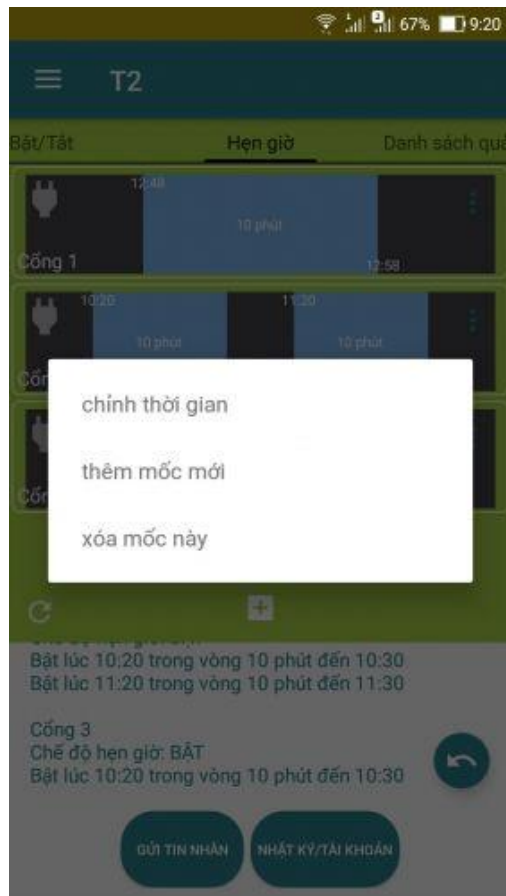 3 67% 9:20
T2
Bật/Tắt Hẹn giờ Danh sách quá
12:48
10 phút
Cổng 1
12:58
10:20 11:20
10 phút 10 phút
chỉnh thời gian
thêm mốc mới
xóa mốc này
Bật lúc 10:20 trong vòng 10 phút đến 10:30
Bật lúc 11:20 trong vòng 10 phút đến 11:30
Cổng 3
Chế độ hẹn giờ: BẬT
Bật lúc 10:20 trong vòng 10 phút đến 10:30
GỬI TIN NHẮN NHẬT KÝ/TÀI KHOẢN